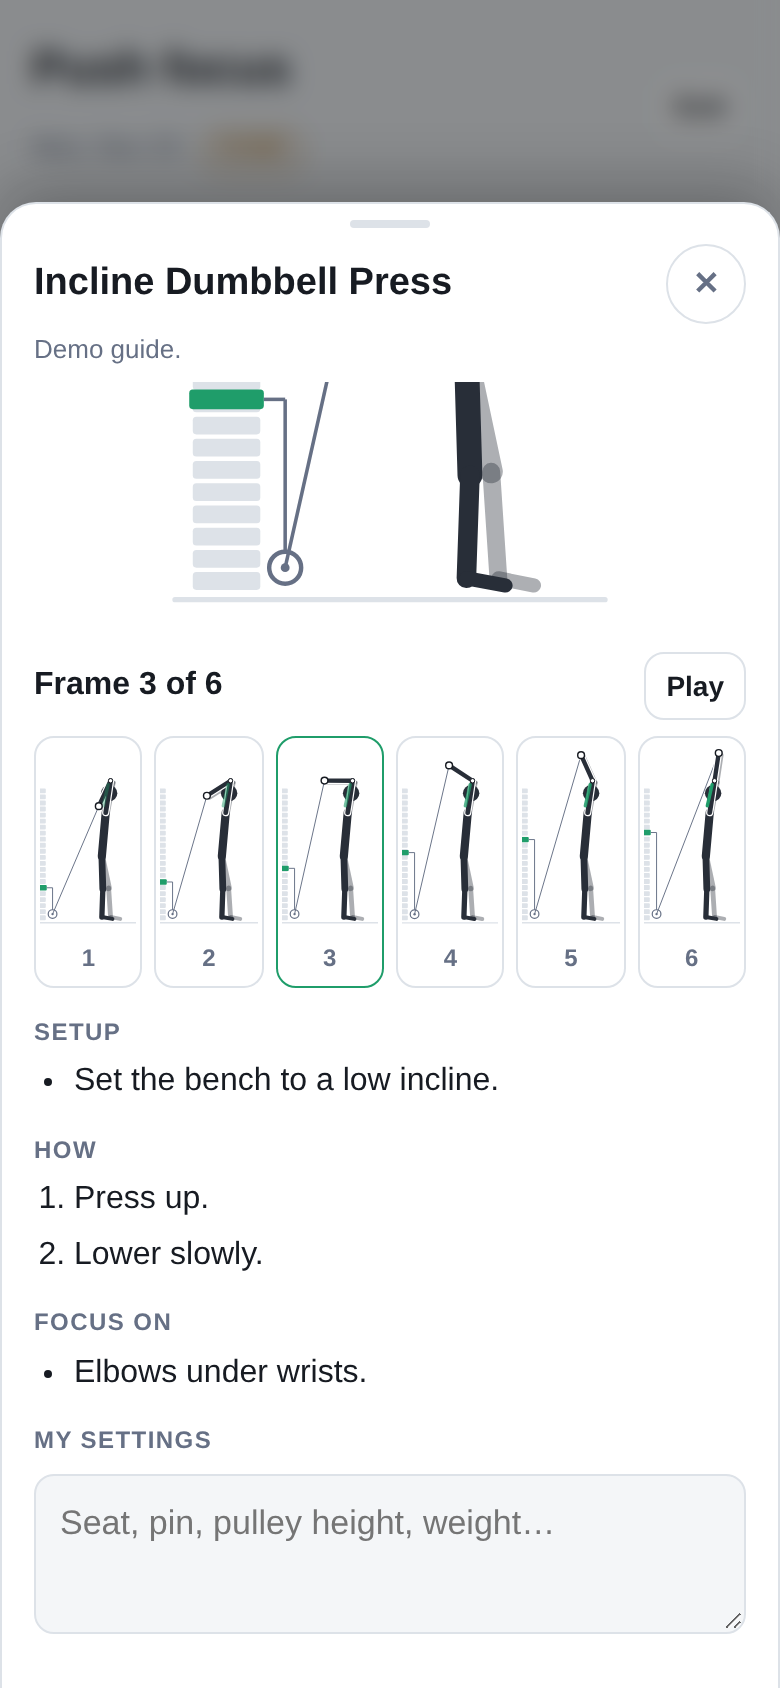 Push focus
Incline Dumbbell Press
✕
Demo guide.
Frame 3 of 6
Play
1
2
3
4
5
6
SETUP
• Set the bench to a low incline.
HOW
1. Press up.
2. Lower slowly.
FOCUS ON
• Elbows under wrists.
MY SETTINGS
Seat, pin, pulley height, weight…